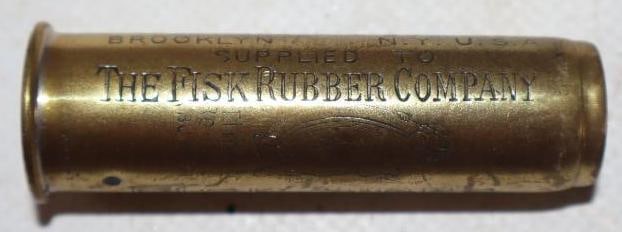 BROOKLYN N.Y. U.S.A
SUPPLIED TO
THE FISK RUBBER COMPANY